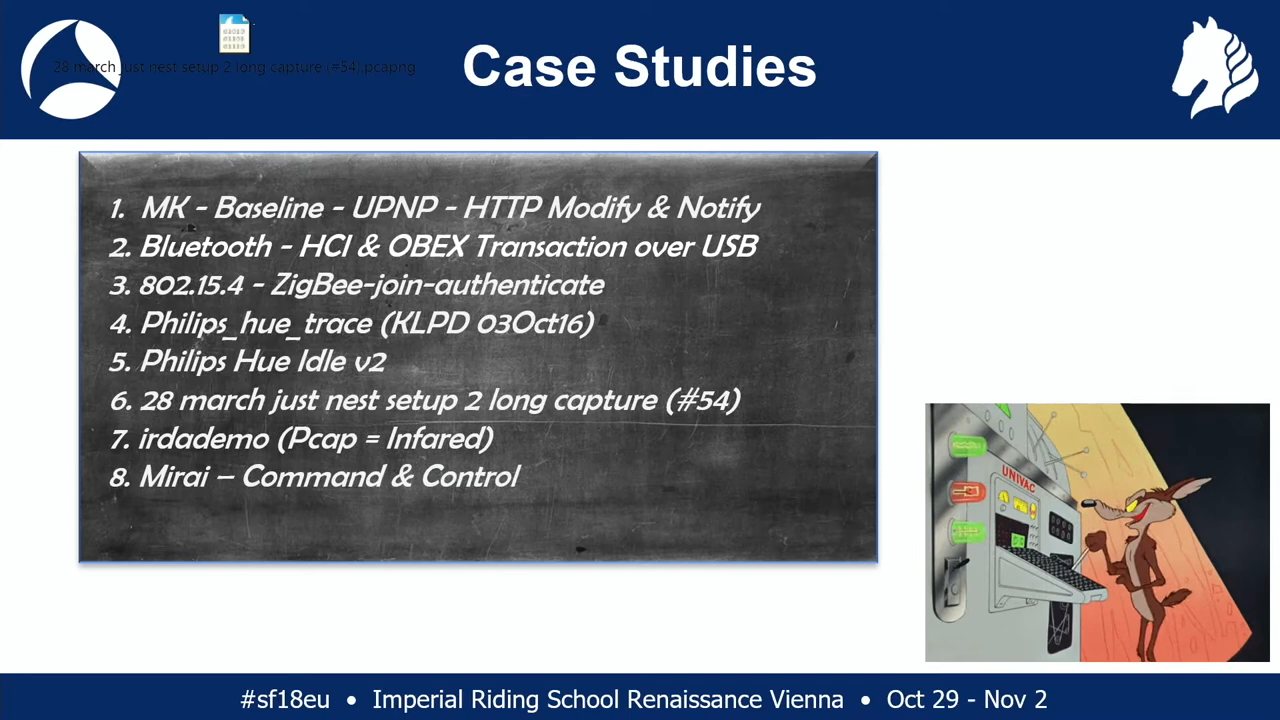 28 march just nest setup 2 long capture (#54).pcapng
Case Studies
1. MK - Baseline - UPNP - HTTP Modify & Notify
2. Bluetooth - HCI & OBEX Transaction over USB
3. 802.15.4 - ZigBee-join-authenticate
4. Philips_hue_trace (KLPD 03Oct16)
5. Philips Hue Idle v2
6. 28 march just nest setup 2 long capture (#54)
7. irdademo (Pcap = Infared)
8. Mirai – Command & Control
UNIVAC
#sf18eu • Imperial Riding School Renaissance Vienna • Oct 29 - Nov 2